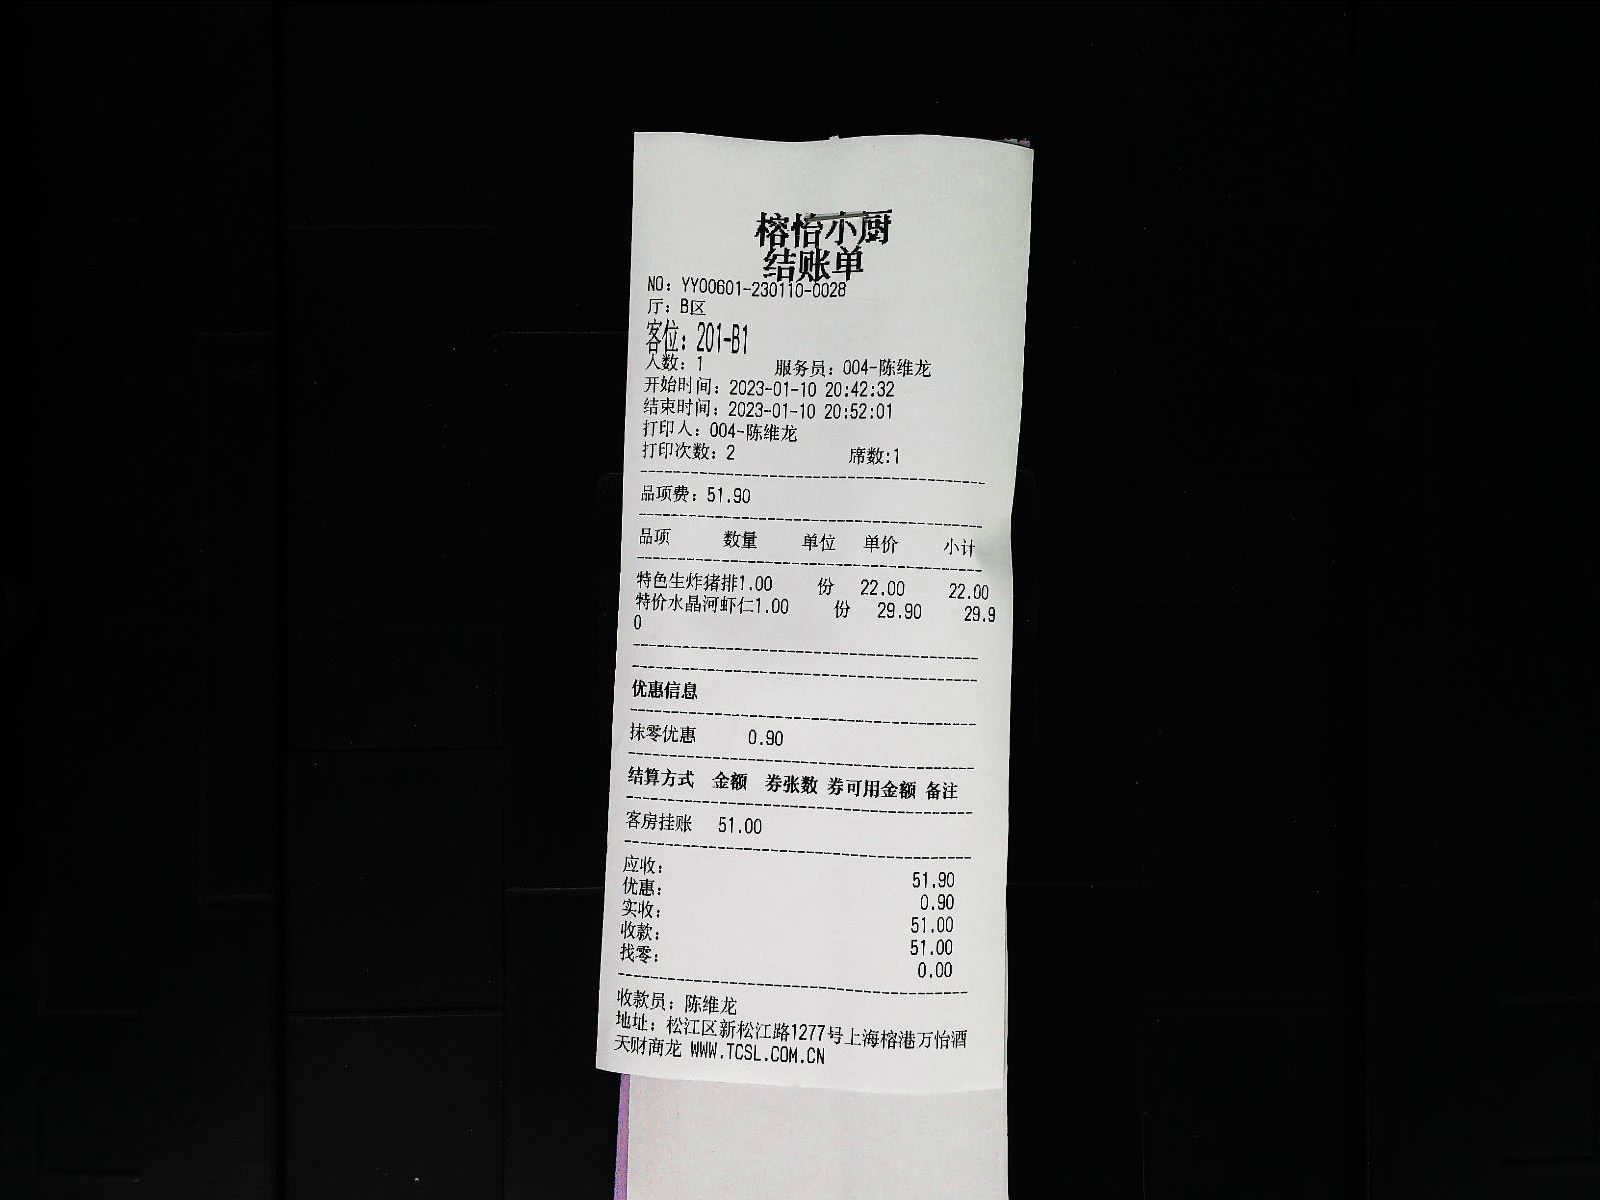 榕怡小厨
结账单
NO: YY00601-230110-0028
厅: B区
客位: 201-B1
人数: 1 服务员: 004-陈维龙
开始时间: 2023-01-10 20:42:32
结束时间: 2023-01-10 20:52:01
打印人: 004-陈维龙
打印次数: 2 席数:1
品项费: 51.90
品项 数量 单位 单价 小计
特色生炸猪排1.00 份 22.00 22.00
特价水晶河虾仁1.00 份 29.90 29.9
0
优惠信息
抹零优惠 0.90
结算方式 金额 券张数 券可用金额 备注
客房挂账 51.00
应收: 51.90
优惠: 0.90
实收: 51.00
收款: 51.00
找零: 0.00
收款员: 陈维龙
地址: 松江区新松江路1277号上海榕港万怡酒
天财商龙 WWW.TCSL.COM.CN